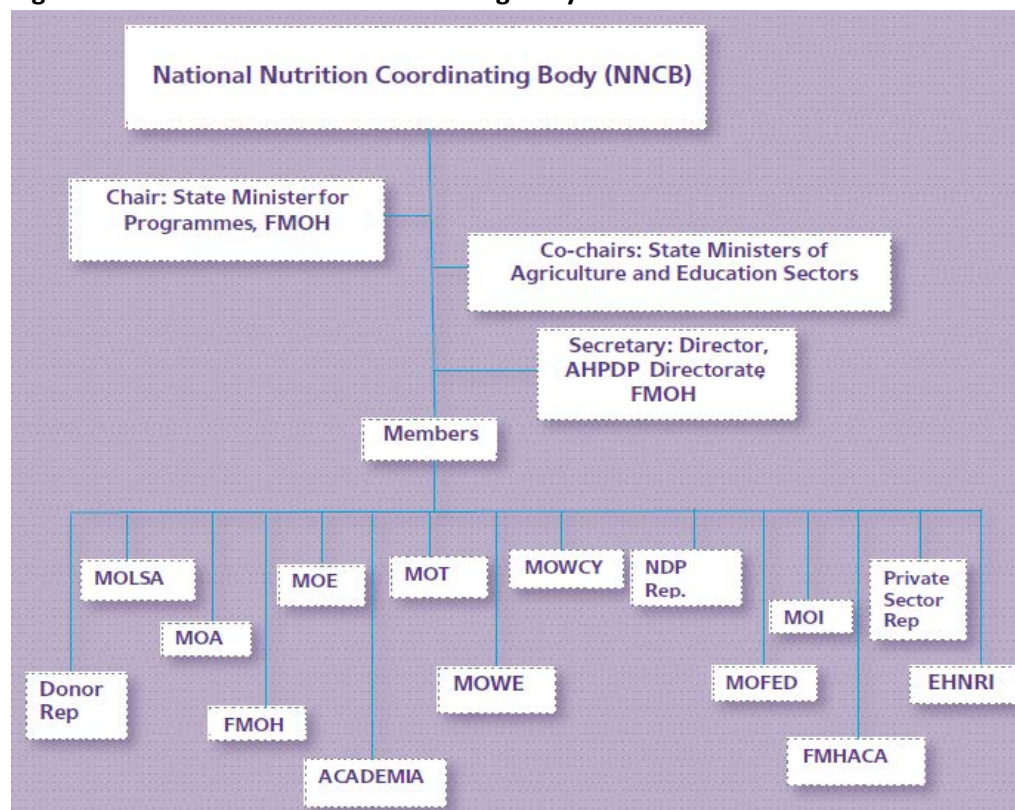 National Nutrition Coordinating Body (NNCB)
Chair: State Minister for
Programmes, FMOH
Co-chairs: State Ministers of
Agriculture and Education Sectors
Secretary: Director,
AHPDP Directorate,
FMOH
Members
MOLSA
MOE
MOT
MOWCY
NDP
Rep.
Private
Sector
Rep
MOA
MOI
Donor
Rep
MOWE
MOFED
EHNRI
FMOH
FMHACA
ACADEMIA